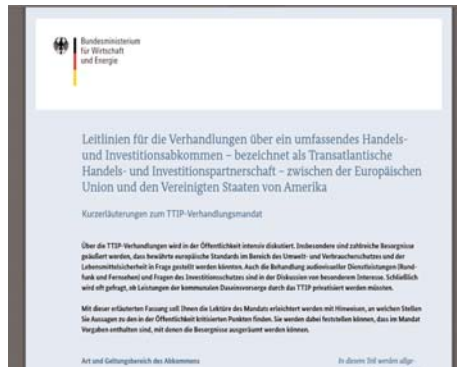 Bundesministerium
für Wirtschaft
und Energie
Leitlinien für die Verhandlungen über ein umfassendes Handels-
und Investitionsabkommen – bezeichnet als Transatlantische
Handels- und Investitionspartnerschaft – zwischen der Europäischen
Union und den Vereinigten Staaten von Amerika
Kurzerläuterungen zum TTIP-Verhandlungsmandat
Über die TTIP-Verhandlungen wird in der Öffentlichkeit intensiv diskutiert. Insbesondere sind zahlreiche Besorgnisse
geäußert werden, dass bewährte europäische Standards im Bereich des Umwelt- und Verbraucherschutzes und der
Lebensmittelsicherheit in Frage gestellt werden könnten. Auch die Behandlung audiovisueller Dienstleistungen (Rund-
funk und Fernsehen) und Fragen des Investitionsschutzes sind in der Diskussion von besonderem Interesse. Schließlich
wird oft gefragt, ob Leistungen der kommunalen Daseinsvorsorge durch das TTIP privatisiert werden müssten.
Mit dieser erläuterten Fassung soll Ihnen die Lektüre des Mandats erleichtert werden mit Hinweisen, an welchen Stellen
Sie Aussagen zu den in der Öffentlichkeit kritisierten Punkten finden. Sie werden dabei feststellen können, dass im Mandat
Vorgaben enthalten sind, mit denen die Besorgnisse ausgeräumt werden können.
Art und Geltungsbereich des Abkommens
In diesem Teil werden allge-